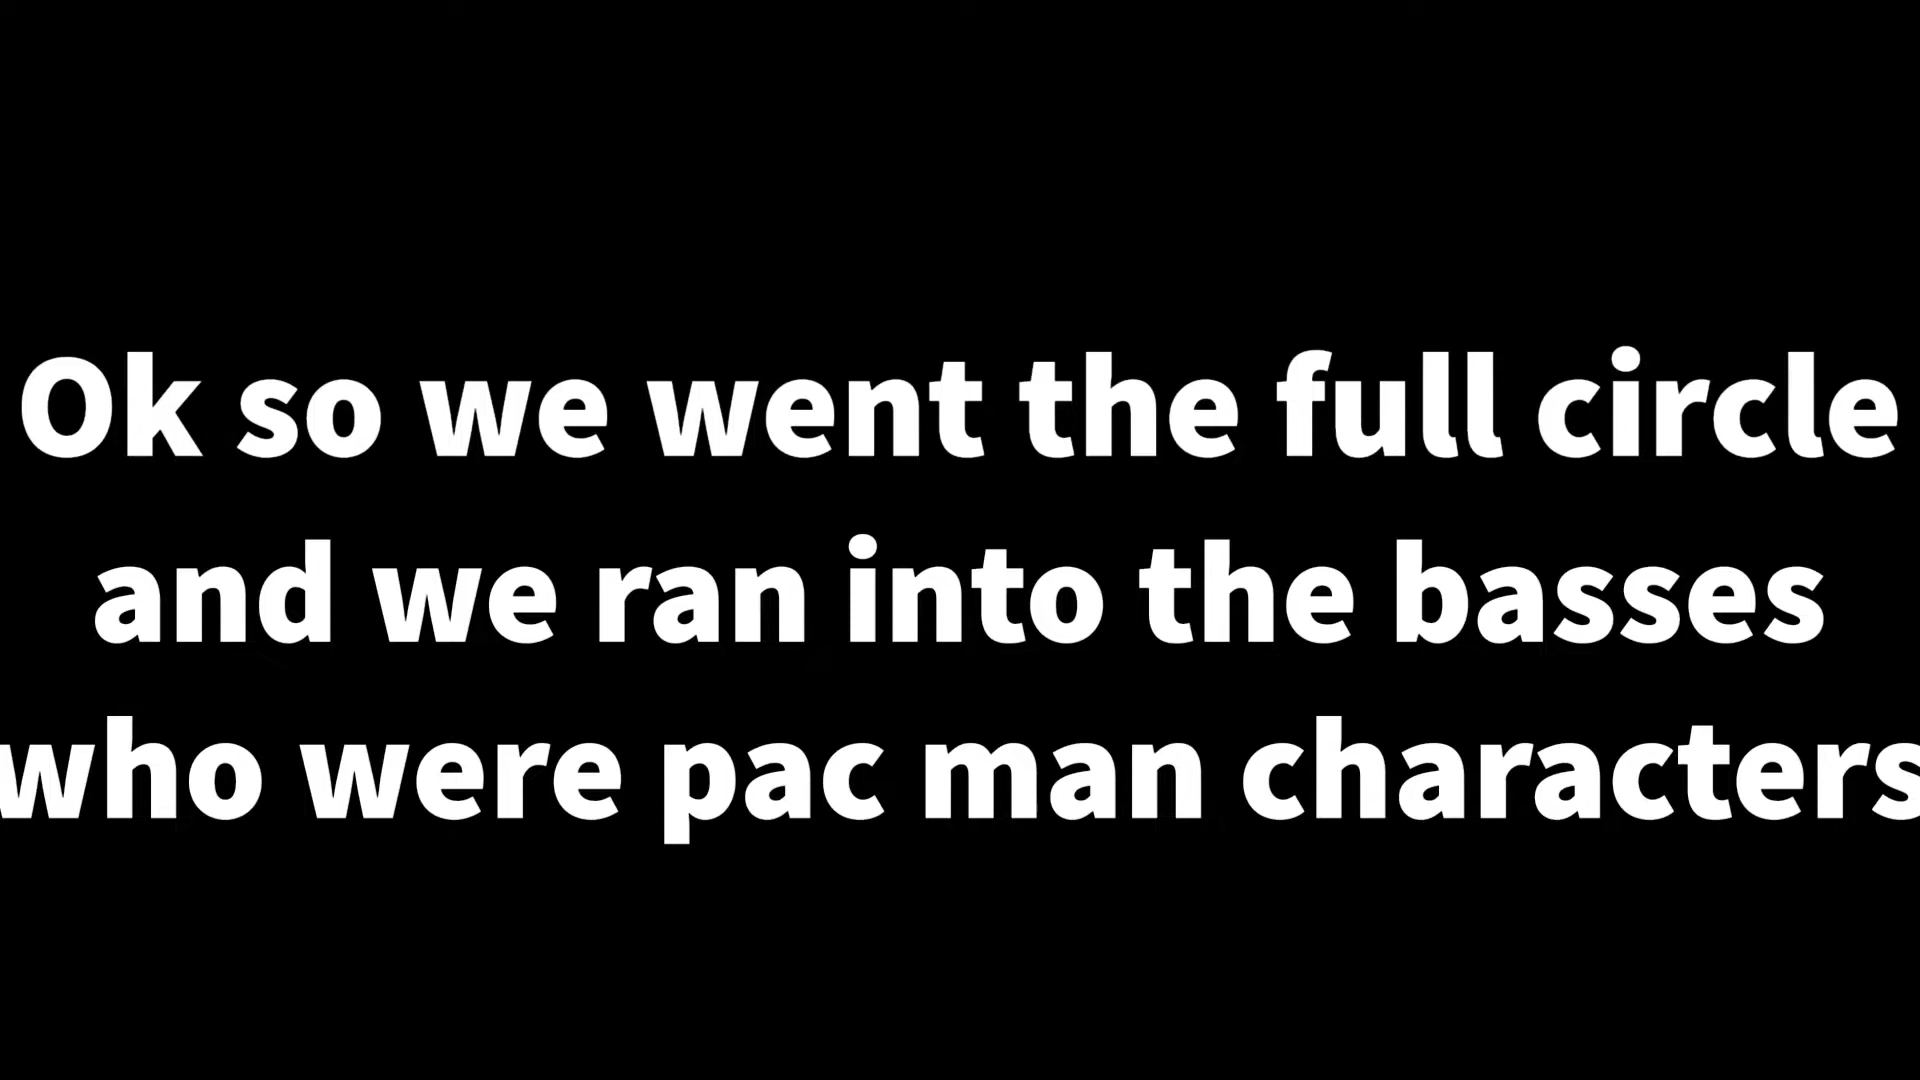 Ok so we went the full circle
and we ran into the basses
who were pac man characters